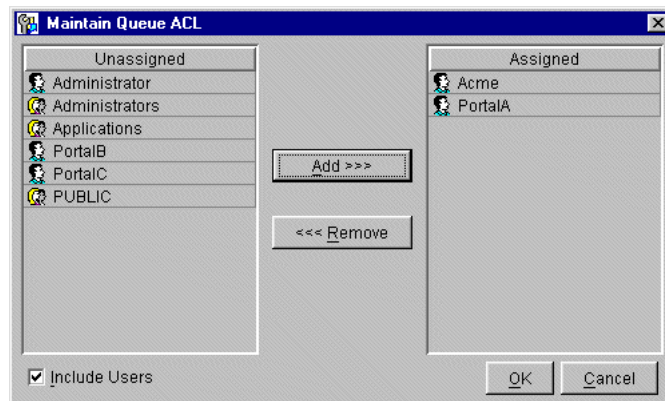 Maintain Queue ACL
Unassigned
Administrator
Administrators
Applications
PortalB
PortalC
PUBLIC
Add >>>
<<< Remove
Assigned
Acme
PortalA
Include Users
OK
Cancel